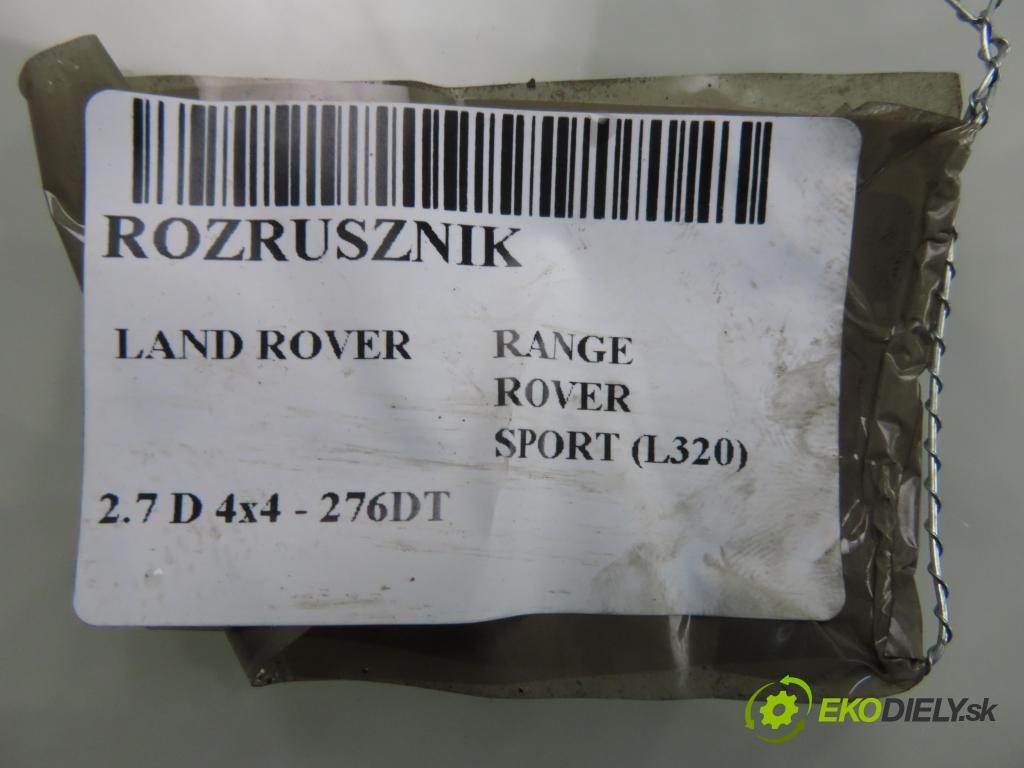 ROZRUSZNIK
LAND ROVER
RANGE
ROVER
SPORT (L320)
2.7 D 4x4 - 276DT
EKODIELY.sk